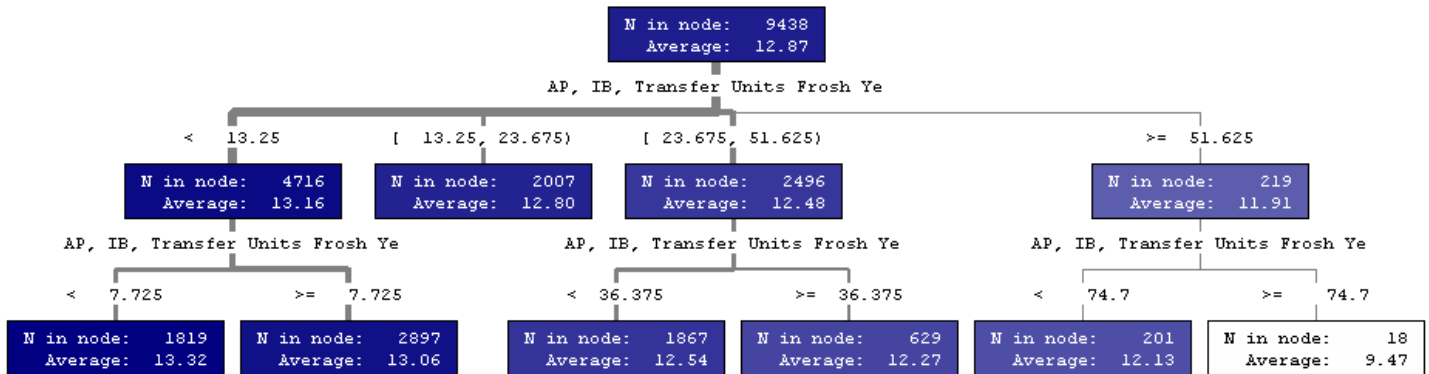 N in node: 9438
Average: 12.87
AP, IB, Transfer Units Frosh Ye
< 13.25
[ 13.25, 23.675)
[ 23.675, 51.625)
>= 51.625
N in node: 4716
Average: 13.16
N in node: 2007
Average: 12.80
N in node: 2496
Average: 12.48
N in node: 219
Average: 11.91
AP, IB, Transfer Units Frosh Ye
AP, IB, Transfer Units Frosh Ye
AP, IB, Transfer Units Frosh Ye
< 7.725
>= 7.725
< 36.375
>= 36.375
< 74.7
>= 74.7
N in node: 1819
Average: 13.32
N in node: 2897
Average: 13.06
N in node: 1867
Average: 12.54
N in node: 629
Average: 12.27
N in node: 201
Average: 12.13
N in node: 18
Average: 9.47